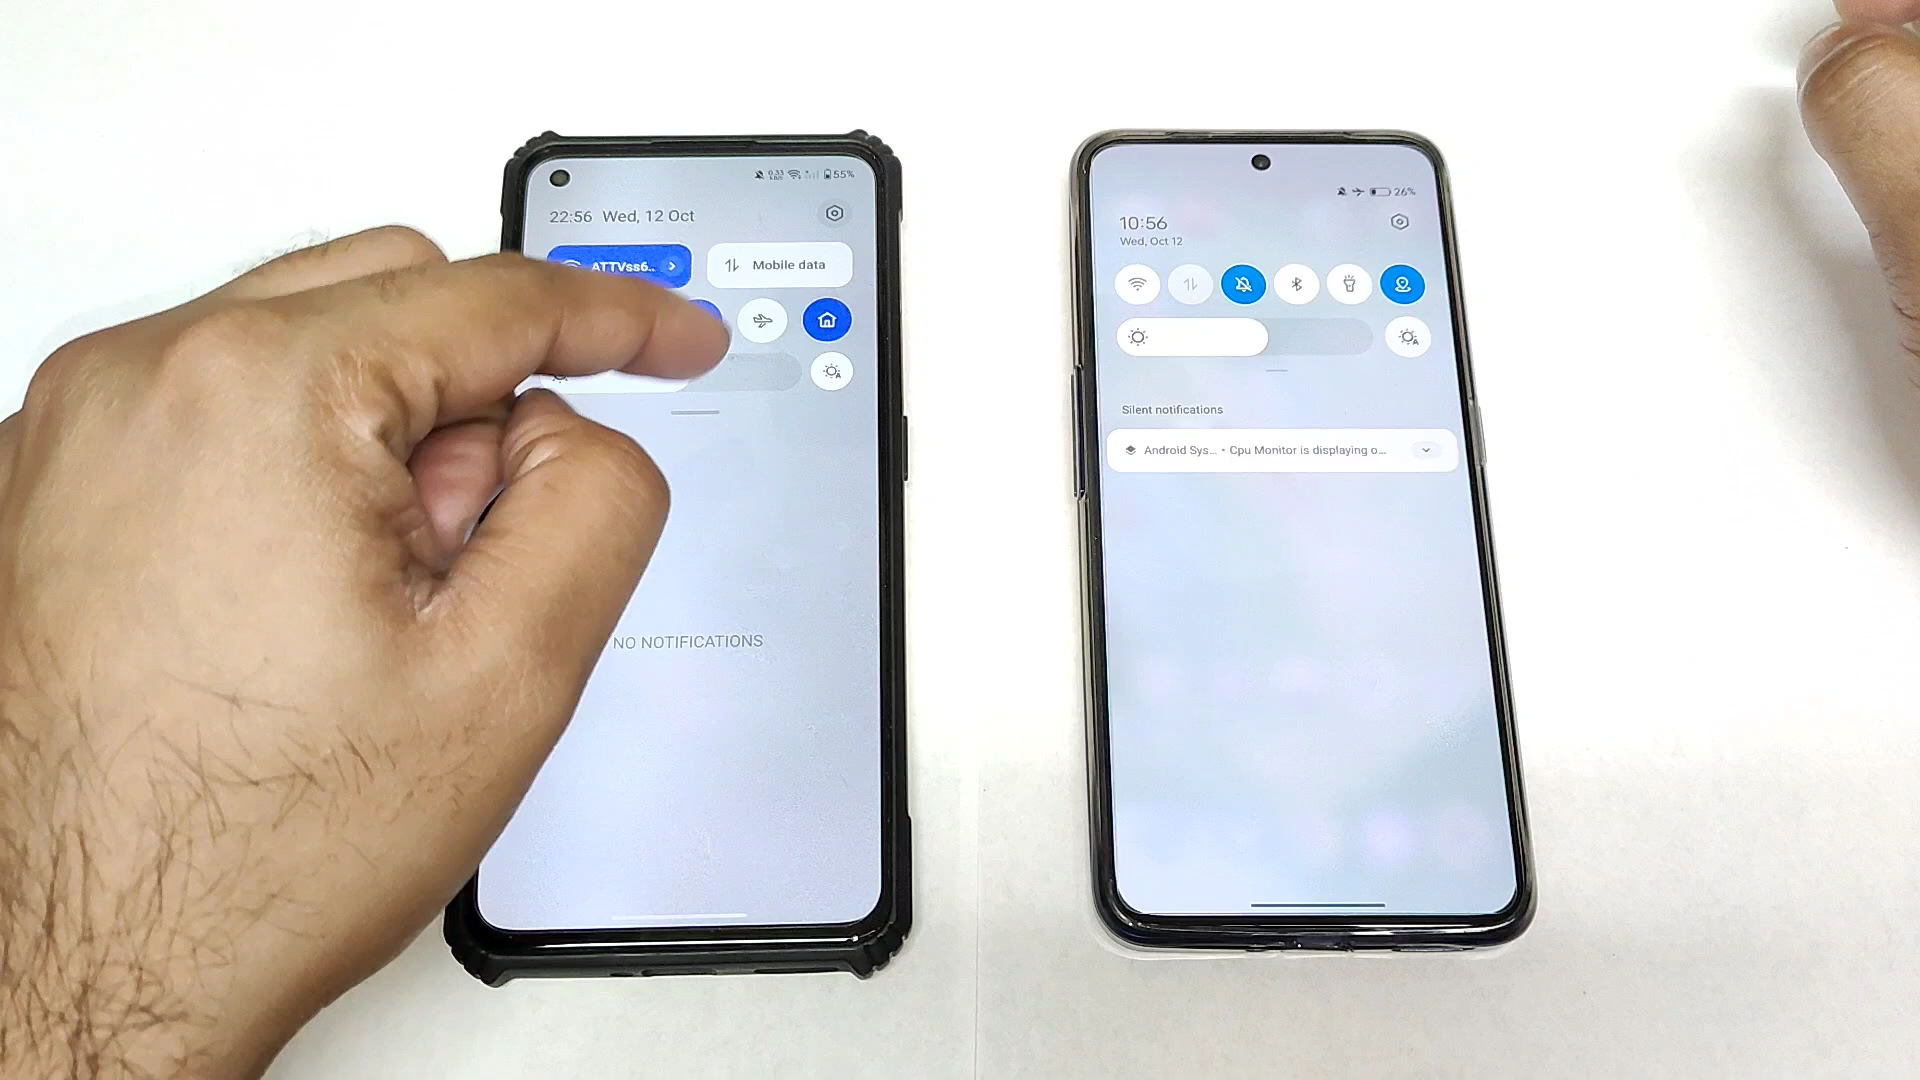 55%
22:56 Wed, 12 Oct
ATTVss6..
Mobile data
NO NOTIFICATIONS
26%
10:56
Wed, Oct 12
Silent notifications
Android Sys... • Cpu Monitor is displaying o...